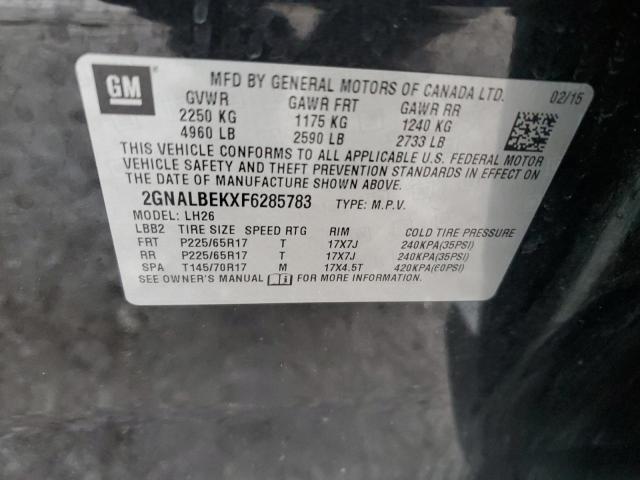 GM
MFD BY GENERAL MOTORS OF CANADA LTD. 02/15
GVWR GAWR FRT GAWR RR
2250 KG 1175 KG 1240 KG
4960 LB 2590 LB 2733 LB
THIS VEHICLE CONFORMS TO ALL APPLICABLE U.S. FEDERAL MOTOR
VEHICLE SAFETY AND THEFT PREVENTION STANDARDS IN EFFECT ON THE DATE
OF MANUFACTURE SHOWN ABOVE.
2GNALBEKXF6285783 TYPE: M.P.V.
MODEL: LH26
LBB2 TIRE SIZE SPEED RTG RIM COLD TIRE PRESSURE
FRT P225/65R17 T 17X7J 240KPA(35PSI)
RR P225/65R17 T 17X7J 240KPA(35PSI)
SPA T145/70R17 M 17X4.5T 420KPA(60PSI)
SEE OWNER'S MANUAL FOR MORE INFORMATION